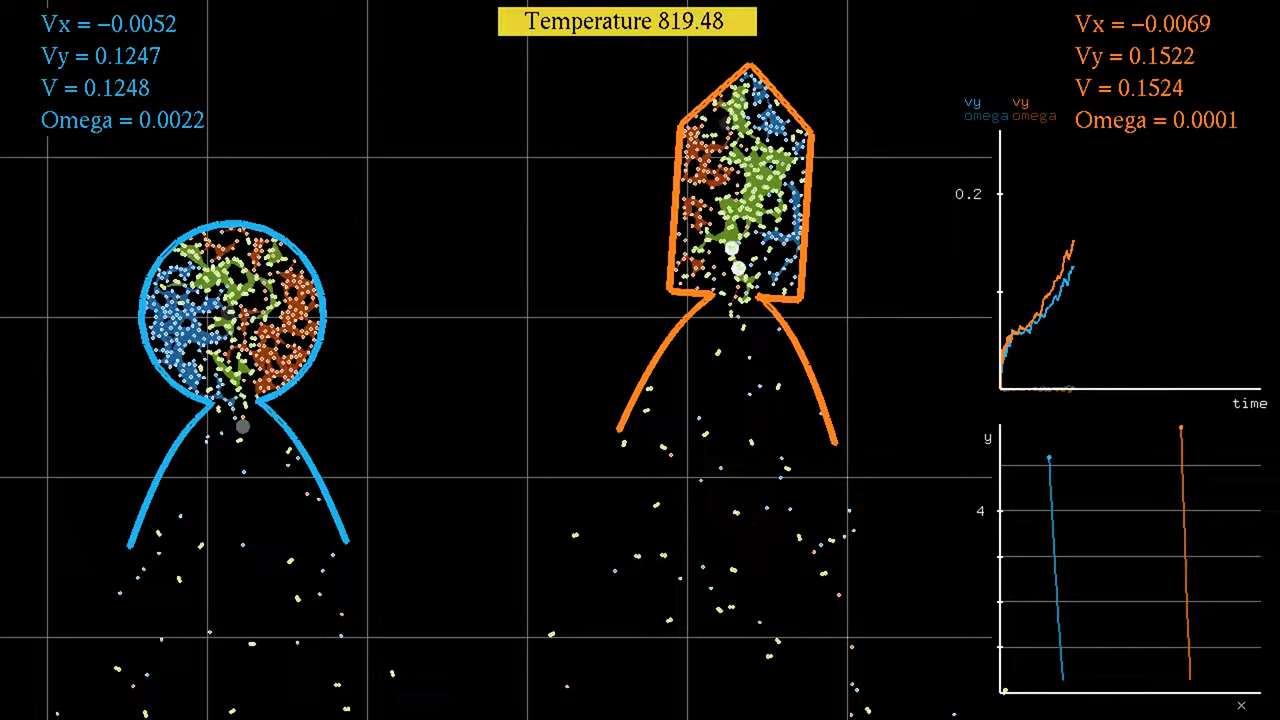 Temperature 819.48
Vx = −0.0052
Vy = 0.1247
V = 0.1248
Omega = 0.0022
Vx = −0.0069
Vy = 0.1522
V = 0.1524
Omega = 0.0001
vy vy
omega omega
0.2
time
y
4
x